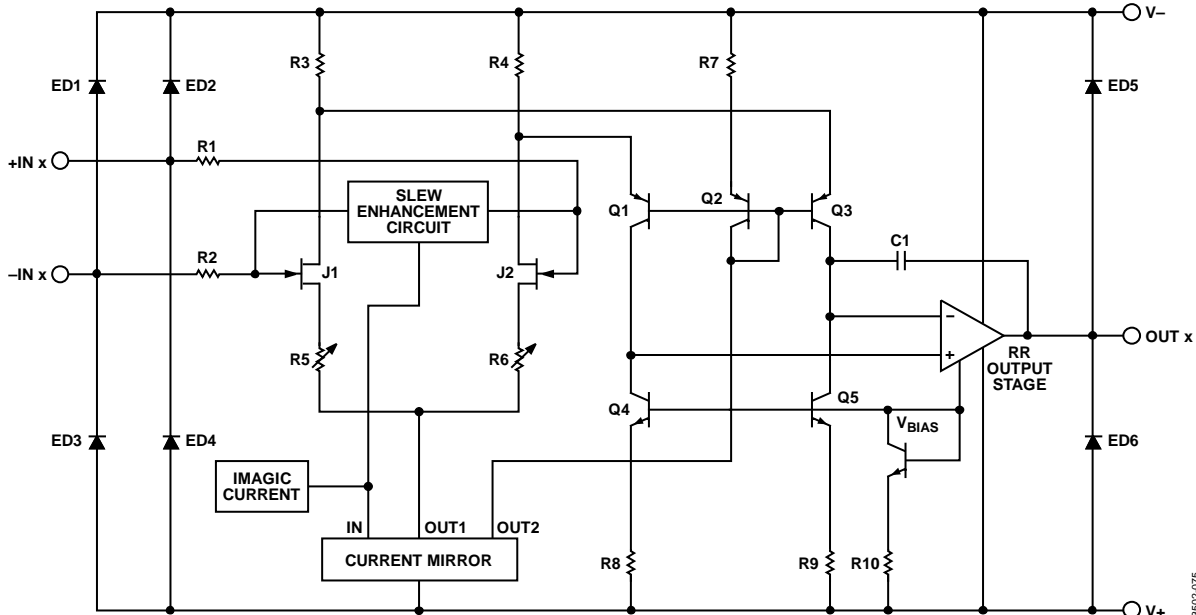 V–
R3
R4
R7
ED1
ED2
ED5
R1
+IN x
SLEW
ENHANCEMENT
CIRCUIT
Q1
Q2
Q3
C1
R2
–IN x
J1
J2
–
+
R5
R6
OUT x
RR
OUTPUT
STAGE
Q4
Q5
VBIAS
ED3
ED4
ED6
IMAGIC
CURRENT
IN
OUT1
OUT2
CURRENT MIRROR
R8
R9
R10
V+